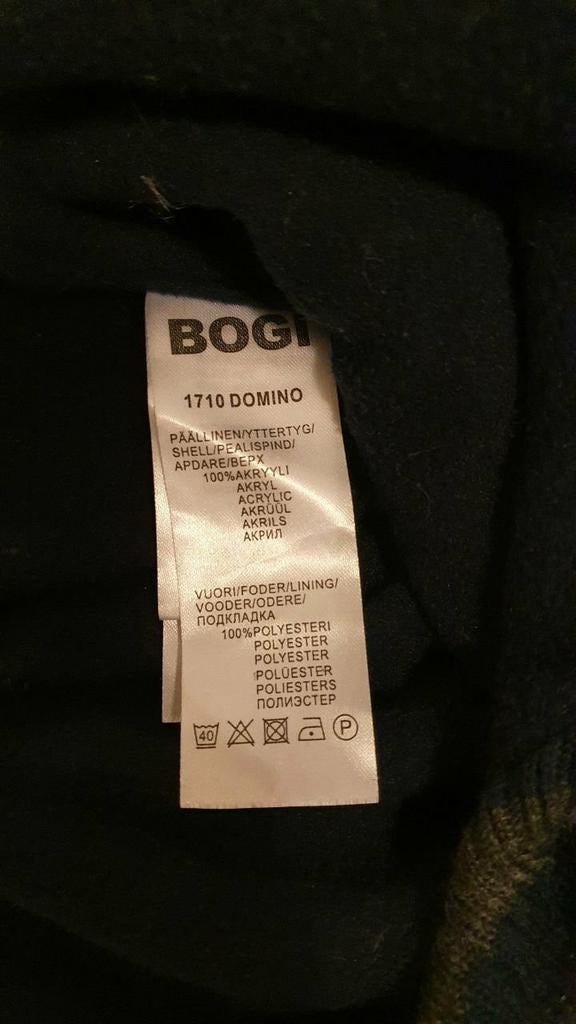 BOGI
1710 DOMINO
PÄÄLLINEN/YTTERTYG/
SHELL/PEALISPIND/
APDARE/ВЕРХ
100%AKRYYLI
AKRYL
ACRYLIC
AKRÜÜL
AKRILS
АКРИЛ
VUORI/FODER/LINING/
VOODER/ODERE/
ПОДКЛАДКА
100%POLYESTERI
POLYESTER
POLYESTER
POLÜESTER
POLIESTERS
ПОЛИЭСТЕР
40 P